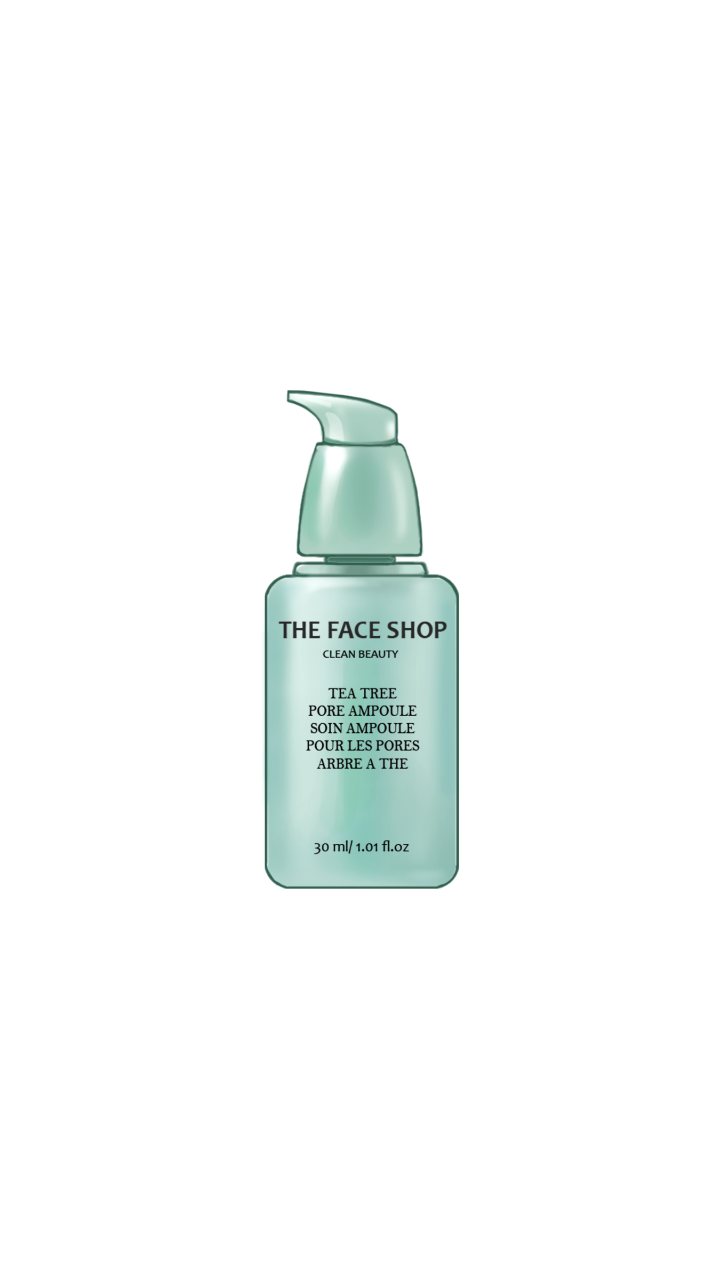 THE FACE SHOP
CLEAN BEAUTY
TEA TREE
PORE AMPOULE
SOIN AMPOULE
POUR LES PORES
ARBRE A THE
30 ml/ 1.01 fl.oz